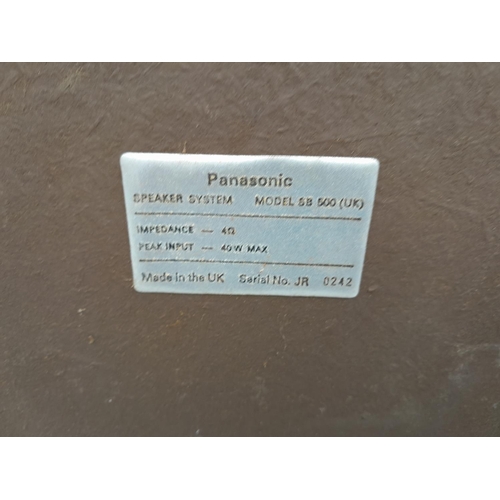 Panasonic
SPEAKER SYSTEM MODEL SB 500 (UK)
IMPEDANCE — 4Ω
PEAK INPUT — 40W MAX
Made in the UK Serial No. JR 0242